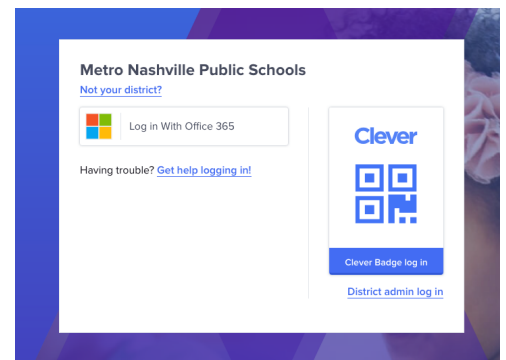 Metro Nashville Public Schools
Not your district?
Log in With Office 365
Having trouble? Get help logging in!
Clever
Clever Badge log in
District admin log in